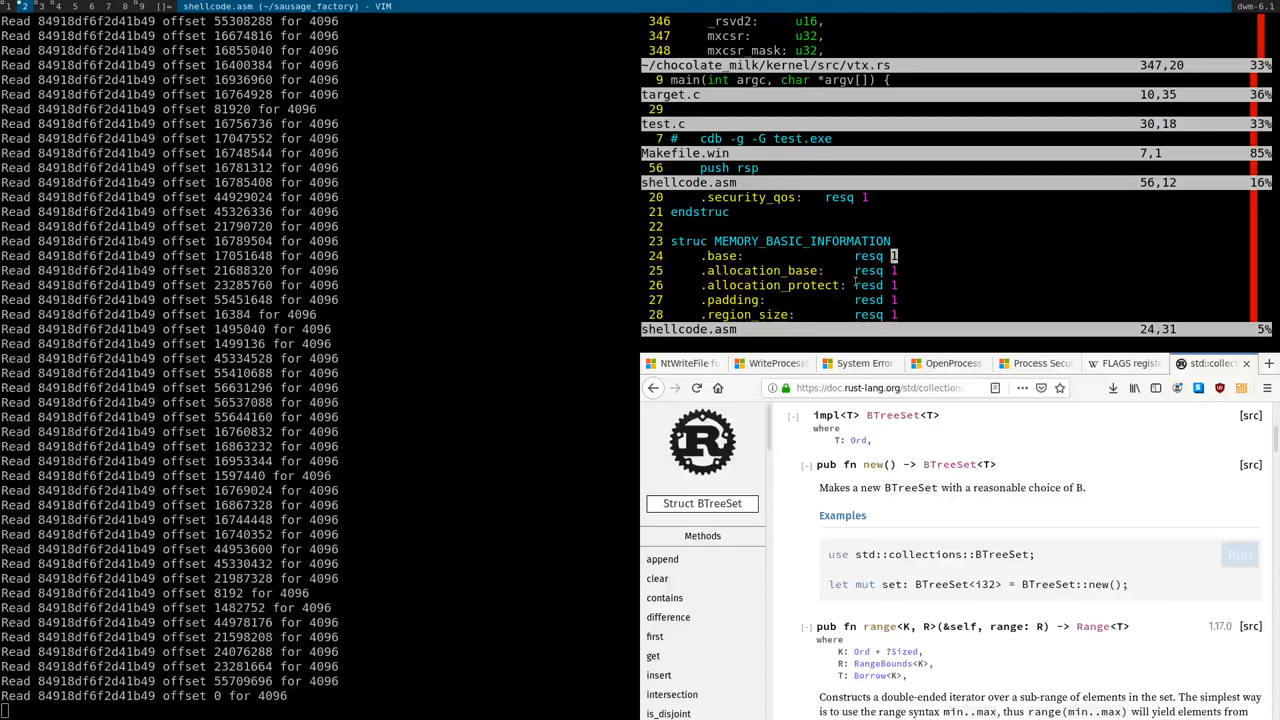 1 2 3 4 5 6 7 8 9 []= shellcode.asm (~/sausage_factory) - VIM dwm-6.1
Read 84918df6f2d41b49 offset 55308288 for 4096
Read 84918df6f2d41b49 offset 16674816 for 4096
Read 84918df6f2d41b49 offset 16855040 for 4096
Read 84918df6f2d41b49 offset 16400384 for 4096
Read 84918df6f2d41b49 offset 16936960 for 4096
Read 84918df6f2d41b49 offset 16764928 for 4096
Read 84918df6f2d41b49 offset 81920 for 4096
Read 84918df6f2d41b49 offset 16756736 for 4096
Read 84918df6f2d41b49 offset 17047552 for 4096
Read 84918df6f2d41b49 offset 16748544 for 4096
Read 84918df6f2d41b49 offset 16781312 for 4096
Read 84918df6f2d41b49 offset 16785408 for 4096
Read 84918df6f2d41b49 offset 44929024 for 4096
Read 84918df6f2d41b49 offset 45326336 for 4096
Read 84918df6f2d41b49 offset 21790720 for 4096
Read 84918df6f2d41b49 offset 16789504 for 4096
Read 84918df6f2d41b49 offset 17051648 for 4096
Read 84918df6f2d41b49 offset 21688320 for 4096
Read 84918df6f2d41b49 offset 23285760 for 4096
Read 84918df6f2d41b49 offset 55451648 for 4096
Read 84918df6f2d41b49 offset 16384 for 4096
Read 84918df6f2d41b49 offset 1495040 for 4096
Read 84918df6f2d41b49 offset 1499136 for 4096
Read 84918df6f2d41b49 offset 45334528 for 4096
Read 84918df6f2d41b49 offset 55410688 for 4096
Read 84918df6f2d41b49 offset 56631296 for 4096
Read 84918df6f2d41b49 offset 56537088 for 4096
Read 84918df6f2d41b49 offset 55644160 for 4096
Read 84918df6f2d41b49 offset 16760832 for 4096
Read 84918df6f2d41b49 offset 16863232 for 4096
Read 84918df6f2d41b49 offset 16953344 for 4096
Read 84918df6f2d41b49 offset 1597440 for 4096
Read 84918df6f2d41b49 offset 16769024 for 4096
Read 84918df6f2d41b49 offset 16867328 for 4096
Read 84918df6f2d41b49 offset 16744448 for 4096
Read 84918df6f2d41b49 offset 16740352 for 4096
Read 84918df6f2d41b49 offset 44953600 for 4096
Read 84918df6f2d41b49 offset 45330432 for 4096
Read 84918df6f2d41b49 offset 21987328 for 4096
Read 84918df6f2d41b49 offset 8192 for 4096
Read 84918df6f2d41b49 offset 1482752 for 4096
Read 84918df6f2d41b49 offset 44978176 for 4096
Read 84918df6f2d41b49 offset 21598208 for 4096
Read 84918df6f2d41b49 offset 24076288 for 4096
Read 84918df6f2d41b49 offset 23281664 for 4096
Read 84918df6f2d41b49 offset 55709696 for 4096
Read 84918df6f2d41b49 offset 0 for 4096
346 _rsvd2: u16,
347 mxcsr: u32,
348 mxcsr_mask: u32,
~/chocolate_milk/kernel/src/vtx.rs 347,20 33%
9 main(int argc, char *argv[]) {
target.c 10,35 36%
29
test.c 30,18 33%
7 # cdb -g -G test.exe
Makefile.win 7,1 85%
56 push rsp
shellcode.asm 56,12 16%
20 .security_qos: resq 1
21 endstruc
22
23 struc MEMORY_BASIC_INFORMATION
24 .base: resq 1
25 .allocation_base: resq 1
26 .allocation_protect: resd 1
27 .padding: resd 1
28 .region_size: resq 1
shellcode.asm 24,31 5%
NtWriteFile fu WriteProcess System Error OpenProcess Process Secu FLAGS regist std::collec
https://doc.rust-lang.org/std/collections
Struct BTreeSet
Methods
append
clear
contains
difference
first
get
insert
intersection
is_disjoint
[-] impl<T> BTreeSet<T> [src]
where
T: Ord,
[-] pub fn new() -> BTreeSet<T> [src]
Makes a new BTreeSet with a reasonable choice of B.
Examples
Run
use std::collections::BTreeSet;
let mut set: BTreeSet<i32> = BTreeSet::new();
[-] pub fn range<K, R>(&self, range: R) -> Range<T> 1.17.0 [src]
where
K: Ord + ?Sized,
R: RangeBounds<K>,
T: Borrow<K>,
Constructs a double-ended iterator over a sub-range of elements in the set. The simplest way
is to use the range syntax min..max, thus range(min..max) will yield elements from